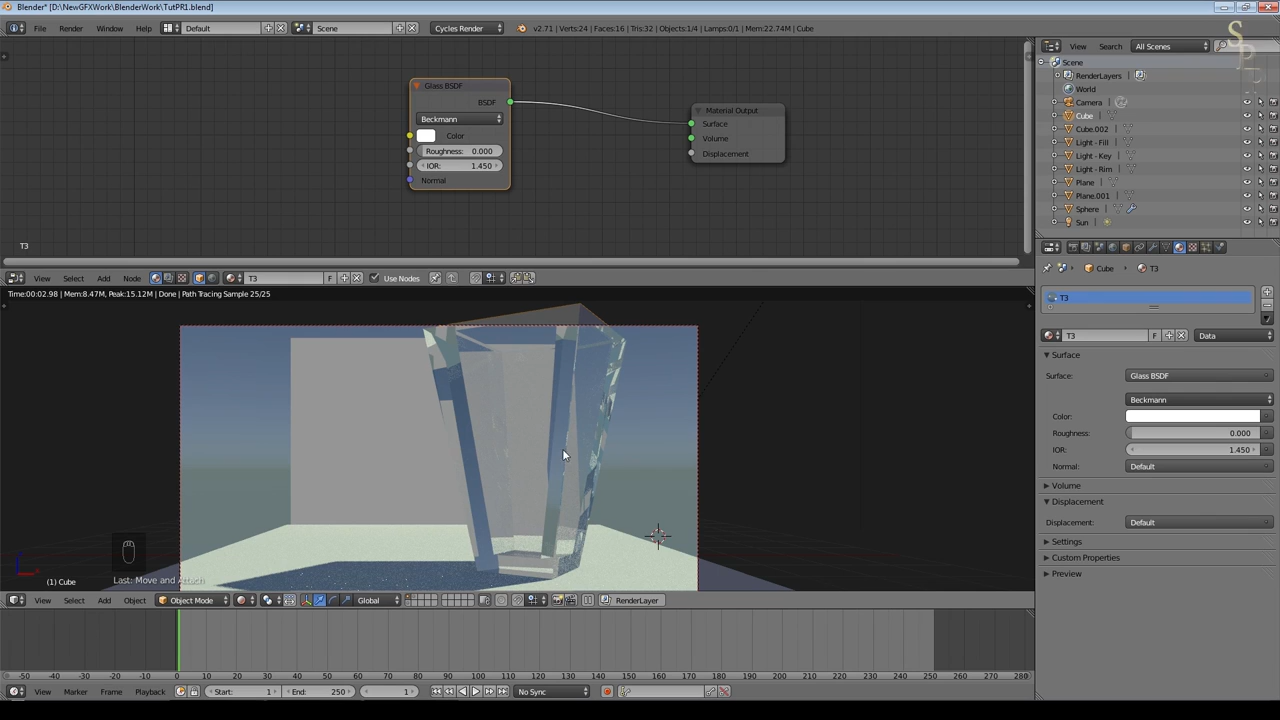 Blender* [D:\NewGFXWork\BlenderWork\TutPR1.blend]
File Render Window Help Default Scene Cycles Render v2.71 | Verts:24 | Faces:16 | Tris:32 | Objects:1/4 | Lamps:0/1 | Mem:22.74M | Cube
View Search All Scenes
Scene
RenderLayers
World
Camera
Cube
Cube.002
Light - Fill
Light - Key
Light - Rim
Plane
Plane.001
Sphere
Sun
Glass BSDF
BSDF
Beckmann
Color
Roughness: 0.000
IOR: 1.450
Normal
Material Output
Surface
Volume
Displacement
T3
View Select Add Node T3 F Use Nodes
Time:00:02.98 | Mem:8.47M, Peak:15.12M | Done | Path Tracing Sample 25/25
Last: Move and Attach
(1) Cube
View Select Add Object Object Mode Global RenderLayer
-50 -40 -30 -20 -10 0 10 20 30 40 50 60 70 80 90 100 110 120 130 140 150 160 170 180 190 200 210 220 230 240 250 260 270 280
View Marker Frame Playback Start: 1 End: 250 1 No Sync
Cube T3
T3
T3 F Data
Surface
Surface: Glass BSDF
Beckmann
Color:
Roughness: 0.000
IOR: 1.450
Normal: Default
Volume
Displacement
Displacement: Default
Settings
Custom Properties
Preview